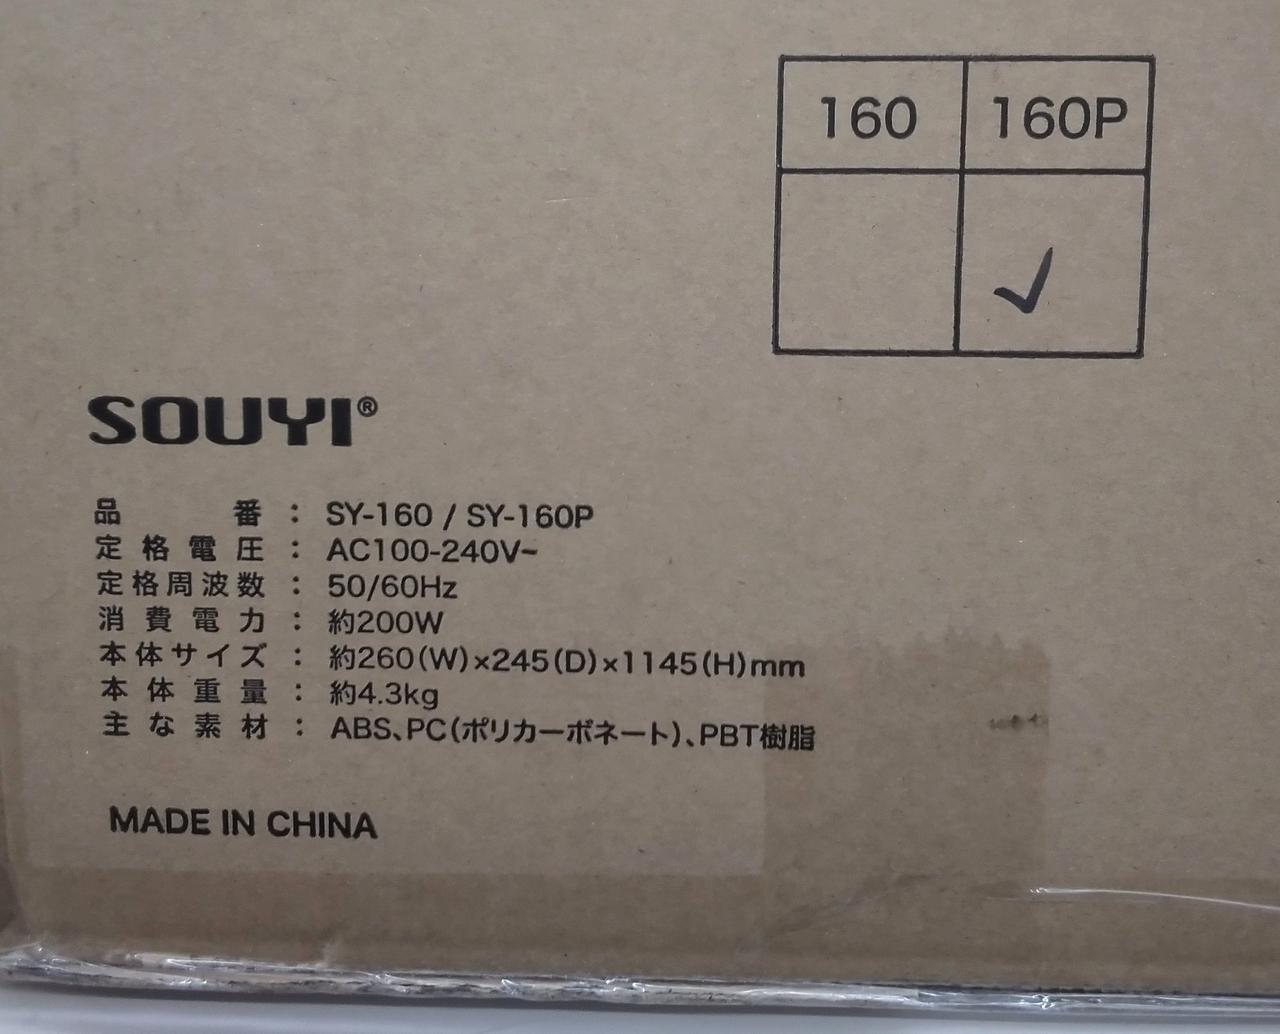 160 160P
SOUYI®
品番：SY-160 / SY-160P
定格電圧：AC100-240V~
定格周波数：50/60Hz
消費電力：約200W
本体サイズ：約260(W)×245(D)×1145(H)mm
本体重量：約4.3kg
主な素材：ABS、PC(ポリカーボネート)、PBT樹脂
MADE IN CHINA